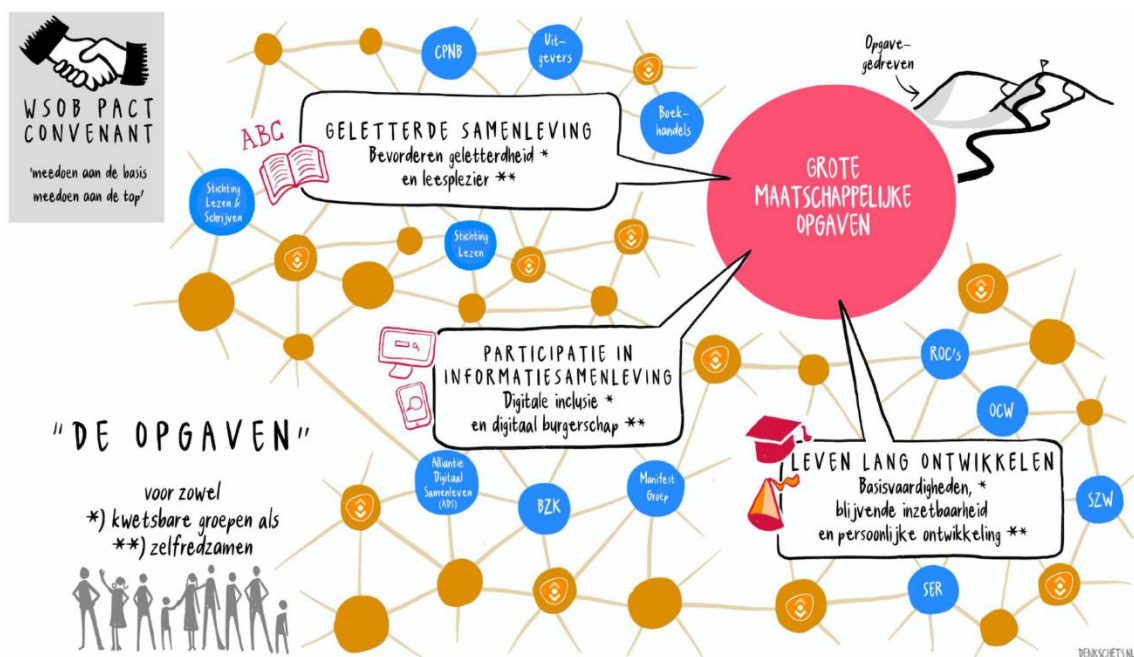 WSOB PACT
CONVENANT
'meedoen aan de basis
meedoen aan de top'
CPNB
Uit-
gevers
Boek-
handels
Opgave-
gedreven
ABC
GELETTERDE SAMENLEVING
Bevorderen geletterdheid *
en leesplezier **
GROTE
MAATSCHAPPELIJKE
OPGAVEN
Stichting
Lezen &
Schrijven
Stichting
Lezen
PARTICIPATIE IN
INFORMATIESAMENLEVING
Digitale inclusie *
en digitaal burgerschap **
ROC's
OCW
"DE OPGAVEN"
voor zowel
*) kwetsbare groepen als
**) zelfredzamen
Alliantie
Digitaal
Samenleven
(ADS)
BZK
Manifest
Groep
LEVEN LANG ONTWIKKELEN
Basisvaardigheden, *
blijvende inzetbaarheid
en persoonlijke ontwikkeling **
SZW
SER
DENKSCHETS.NL